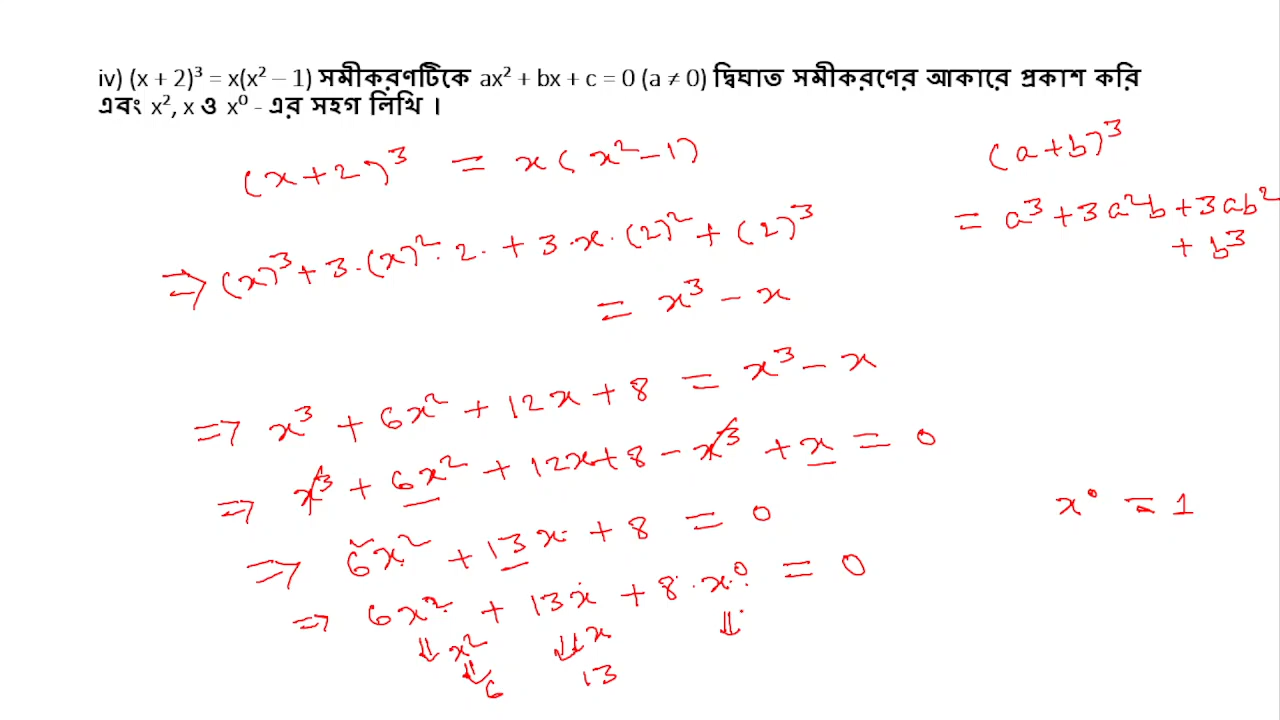 iv) (x + 2)³ = x(x² – 1) সমীকরণটিকে ax² + bx + c = 0 (a ≠ 0) দ্বিঘাত সমীকরণের আকারে প্রকাশ করি
এবং x², x ও x⁰ - এর সহগ লিখি ।
(x+2)³ = x(x²-1)
(a+b)³
= a³+3a²b+3ab²
+ b³
⇒ (x)³+3·(x)²·2·+3·x·(2)²+(2)³
= x³ - x
⇒ x³ + 6x² + 12x + 8 = x³ - x
⇒ x³ + 6x² + 12x+8 - x³ + x = 0
⇒ 6x² + 13x + 8 = 0
x⁰ = 1
⇒ 6x² + 13x + 8·x⁰ = 0
⇓ x² ⇓ x ⇓
⇓ 6 13